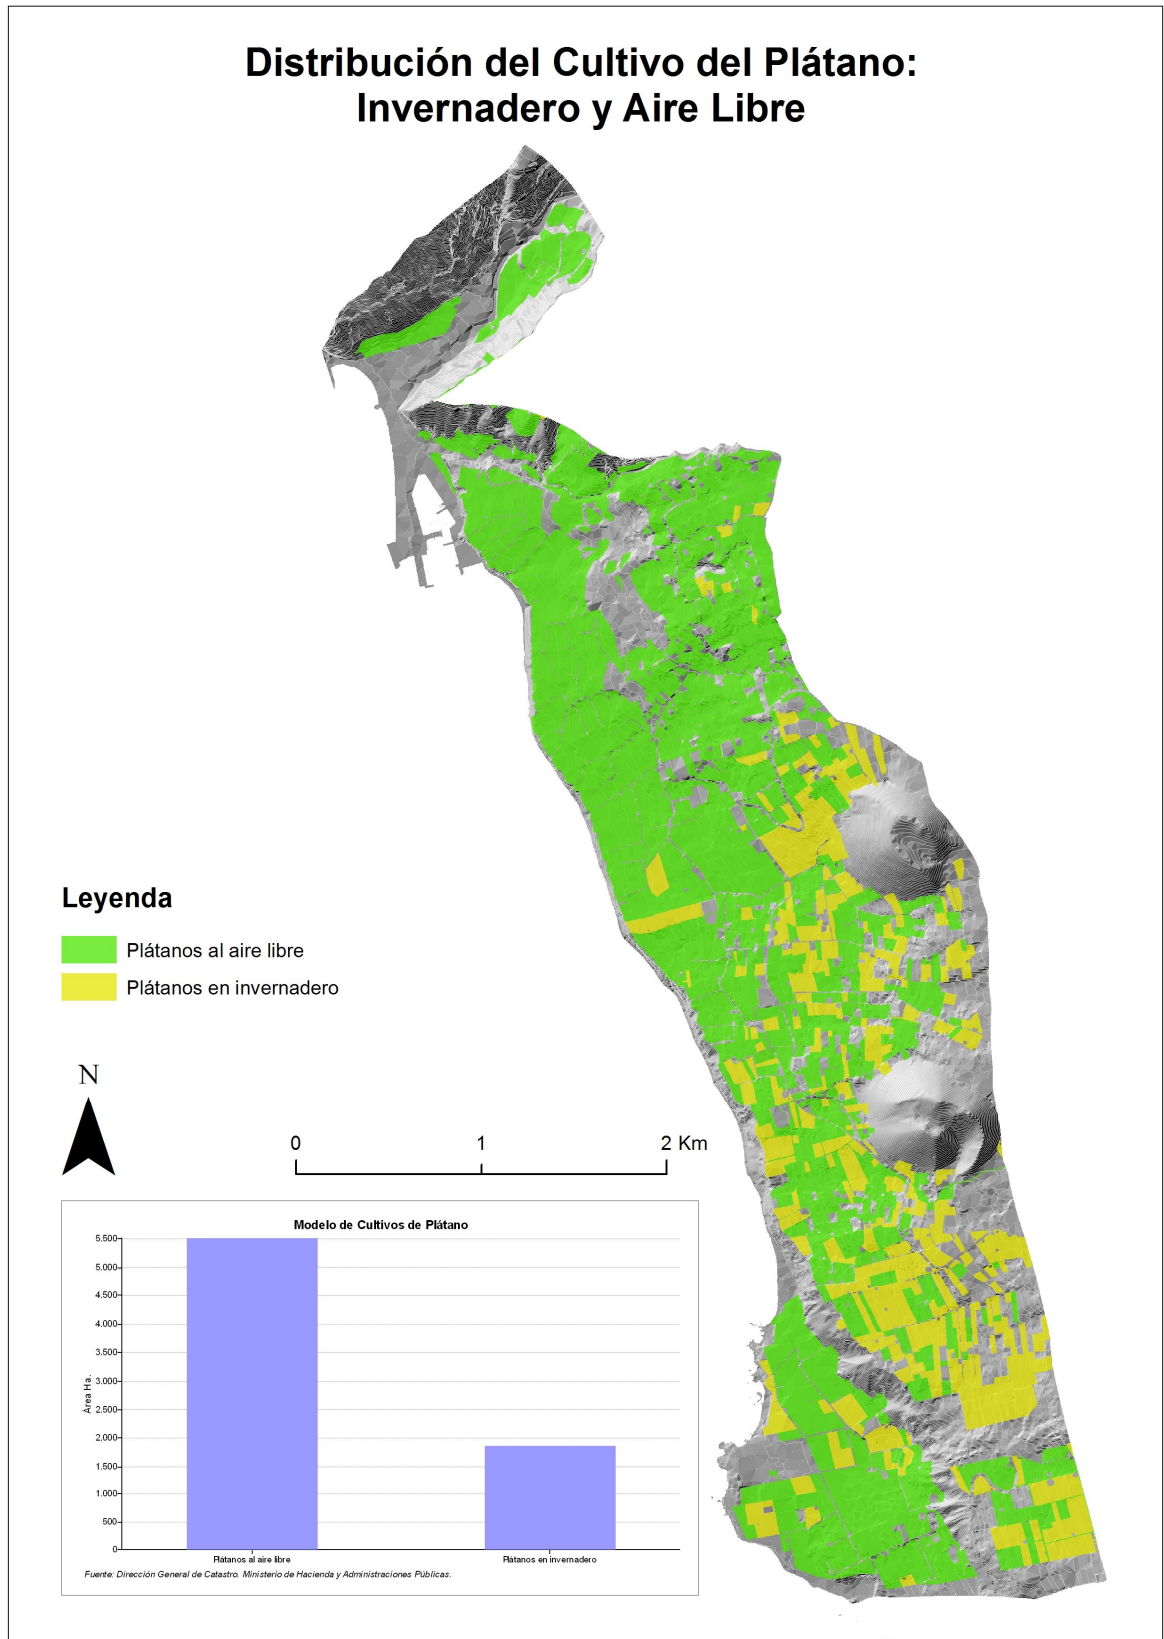 Distribución del Cultivo del Plátano:
Invernadero y Aire Libre
Leyenda
Plátanos al aire libre
Plátanos en invernadero
N
0 1 2 Km
Modelo de Cultivos de Plátano
Área Ha.
5.500
5.000
4.500
4.000
3.500
3.000
2.500
2.000
1.500
1.000
500
0
Plátanos al aire libre Plátanos en invernadero
Fuente: Dirección General de Catastro. Ministerio de Hacienda y Administraciones Públicas.